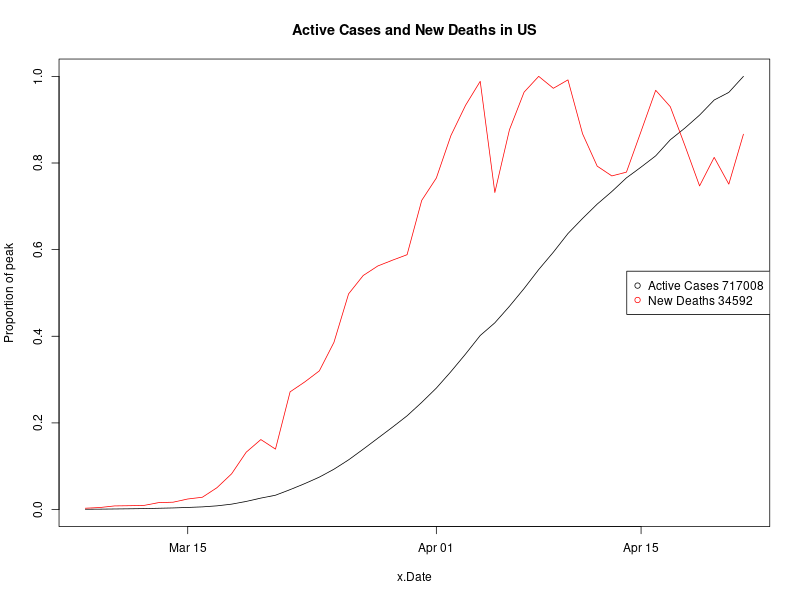 Active Cases and New Deaths in US
Proportion of peak
1.0
0.8
0.6
0.4
0.2
0.0
Active Cases 717008
New Deaths 34592
Mar 15
Apr 01
Apr 15
x.Date